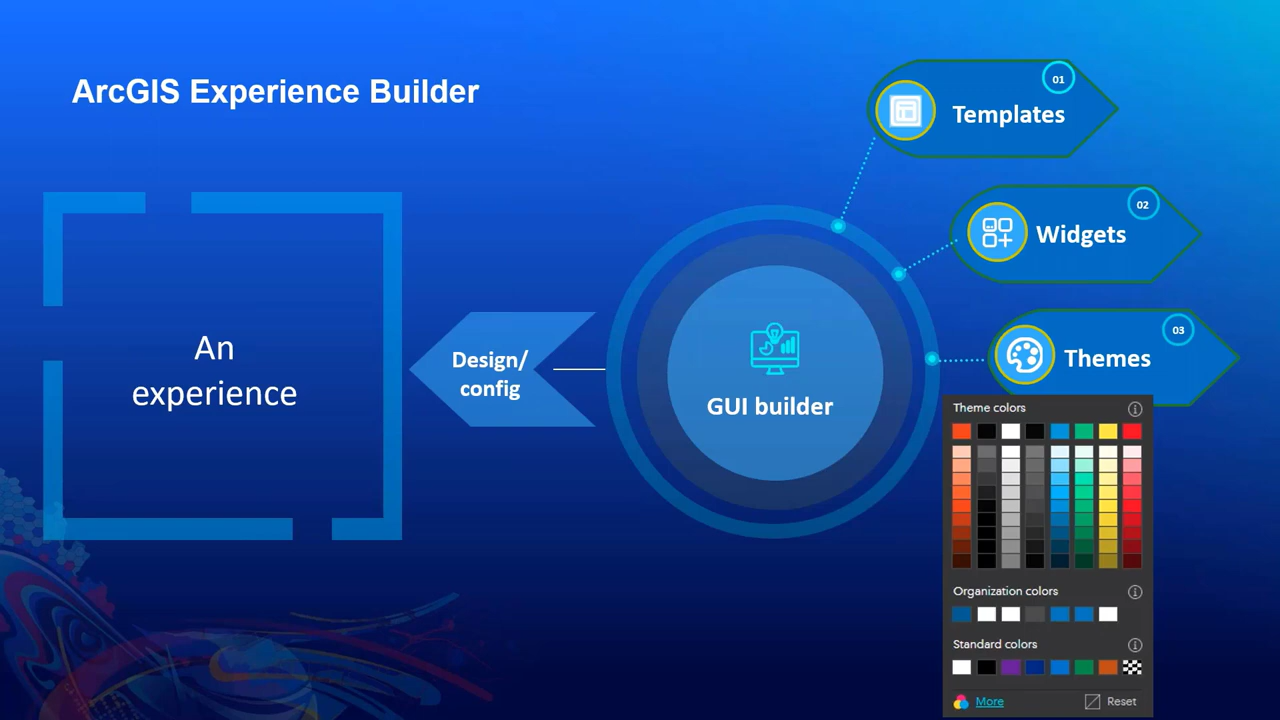 ArcGIS Experience Builder
An
experience
Design/
config
GUI builder
01
Templates
02
Widgets
03
Themes
Theme colors
Organization colors
Standard colors
More
Reset